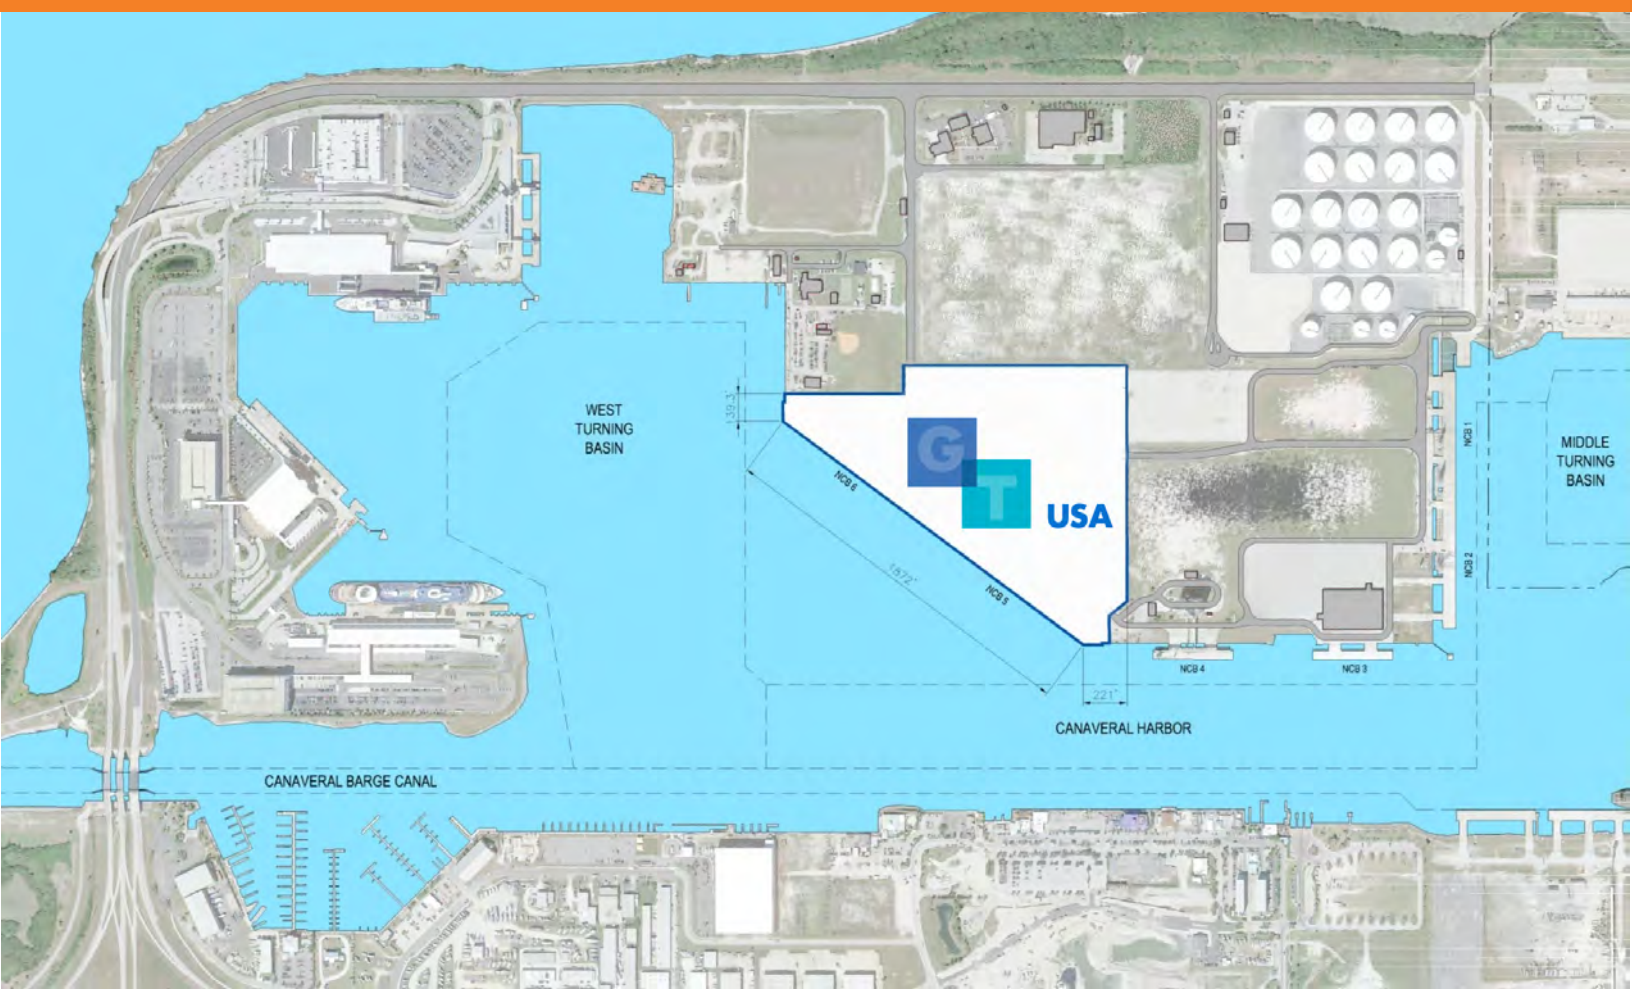 WEST
TURNING
BASIN
139.3'
NCB 6
G
T
USA
1872'
NCB 5
NCB 1
NCB 2
MIDDLE
TURNING
BASIN
NCB 4
NCB 3
221'
CANAVERAL HARBOR
CANAVERAL BARGE CANAL